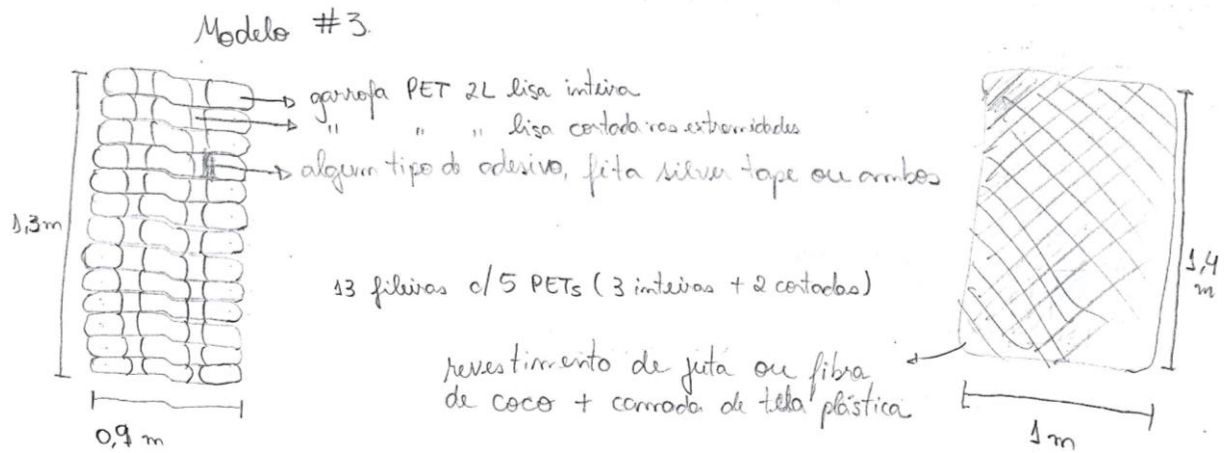 Modelo #3.
garrafa PET 2L lisa inteira
" " " lisa cortada nas extremidades
algum tipo de adesivo, fita silver tape ou ambos
1,3m
13 fileiras c/ 5 PETs (3 inteiras + 2 cortadas)
1,4
m
revestimento de juta ou fibra
de coco + camada de tela plástica
0,9 m
1 m